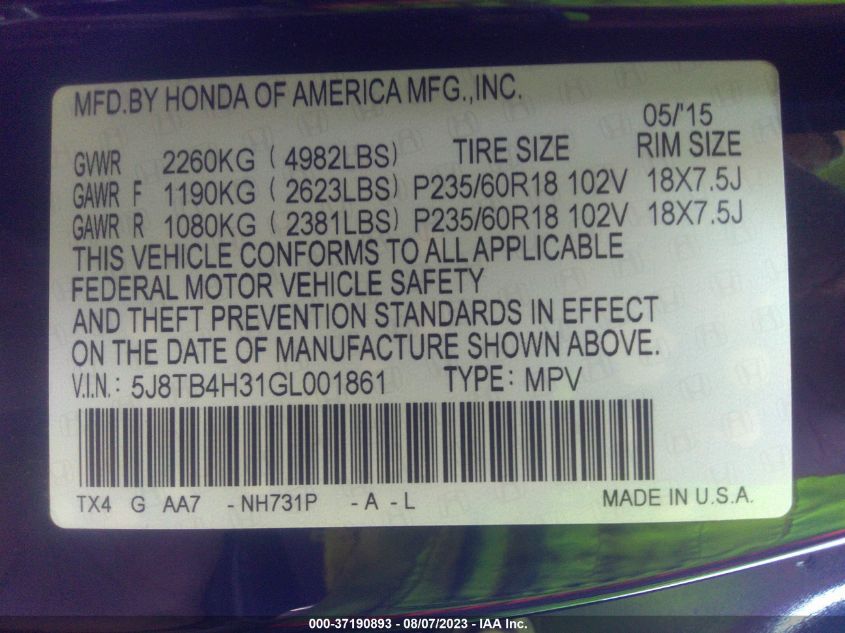 MFD.BY HONDA OF AMERICA MFG.,INC.
05/'15
GVWR 2260KG ( 4982LBS) TIRE SIZE RIM SIZE
GAWR F 1190KG ( 2623LBS) P235/60R18 102V 18X7.5J
GAWR R 1080KG ( 2381LBS) P235/60R18 102V 18X7.5J
THIS VEHICLE CONFORMS TO ALL APPLICABLE
FEDERAL MOTOR VEHICLE SAFETY
AND THEFT PREVENTION STANDARDS IN EFFECT
ON THE DATE OF MANUFACTURE SHOWN ABOVE.
V.I.N.: 5J8TB4H31GL001861 TYPE: MPV
TX4 G AA7 - NH731P - A - L MADE IN U.S.A.
000-37190893 - 08/07/2023 - IAA Inc.